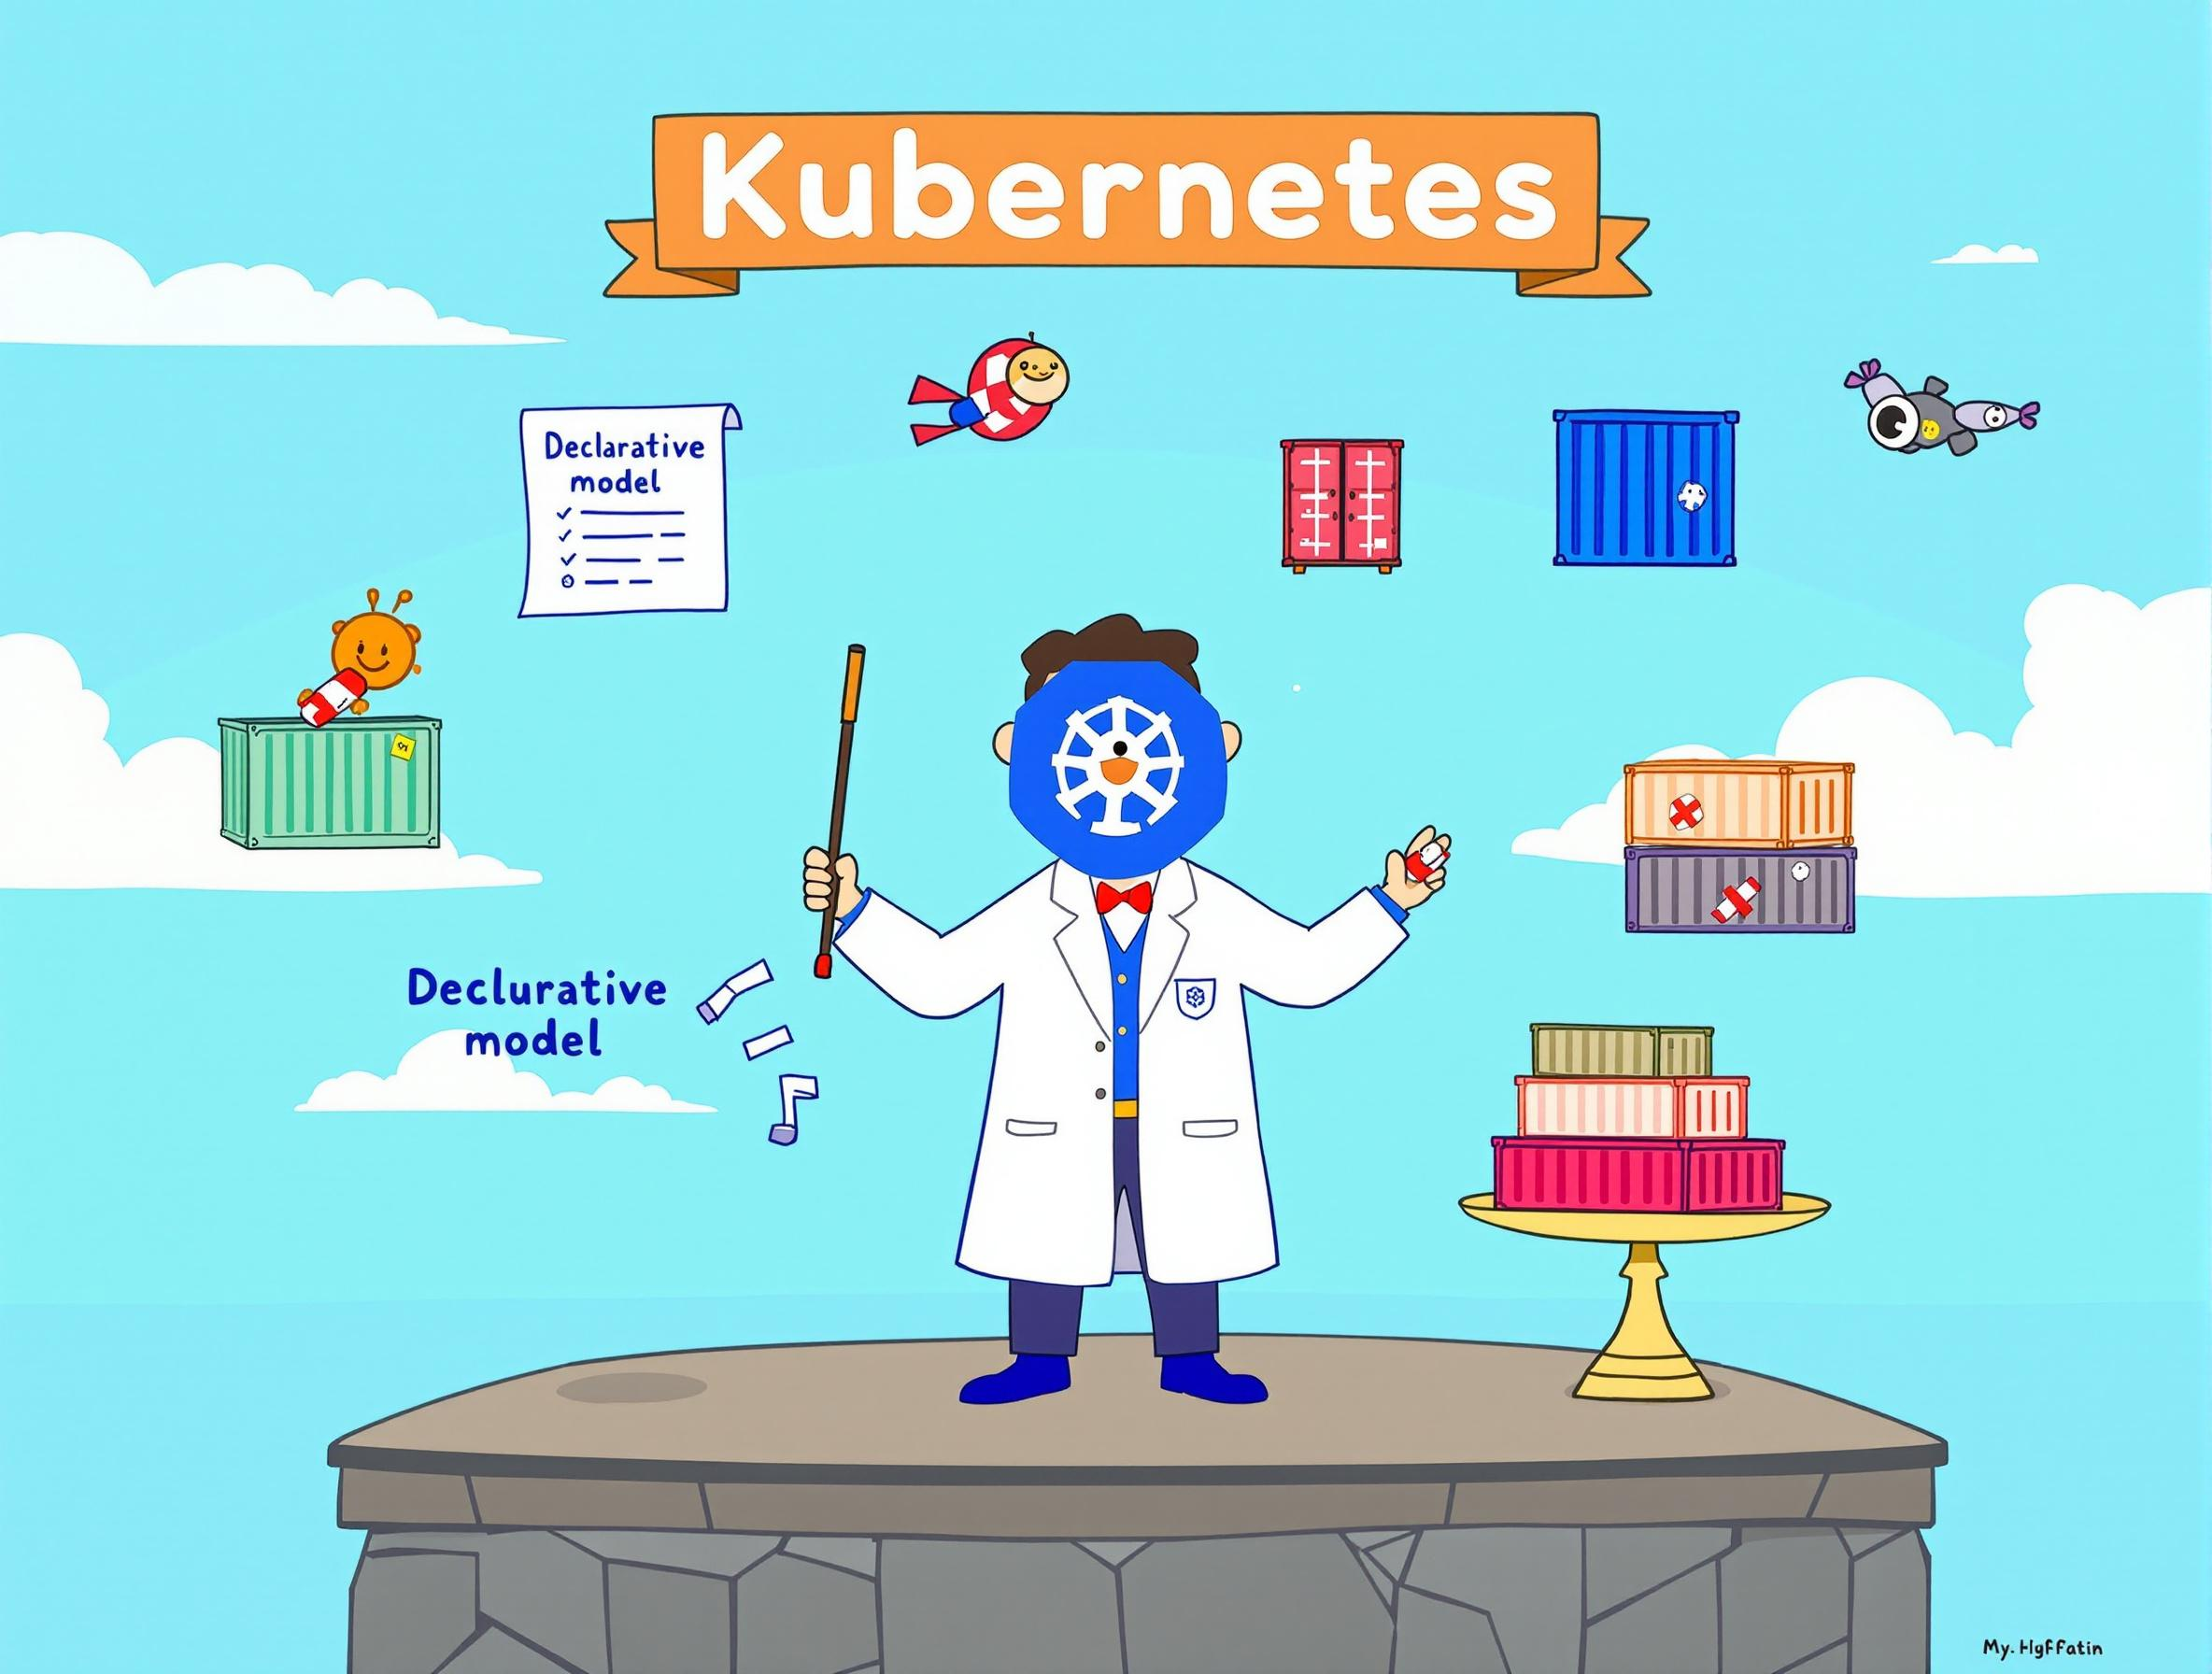 Kubernetes
Declarative
model
Declurative
model
My. HgfFatin